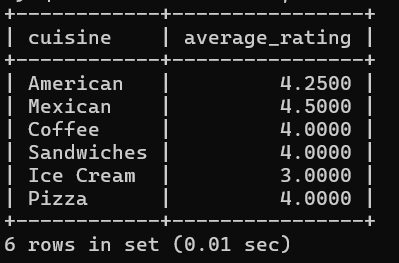 +------------+----------------+
| cuisine    | average_rating |
+------------+----------------+
| American   |         4.2500 |
| Mexican    |         4.5000 |
| Coffee     |         4.0000 |
| Sandwiches |         4.0000 |
| Ice Cream  |         3.0000 |
| Pizza      |         4.0000 |
+------------+----------------+
6 rows in set (0.01 sec)